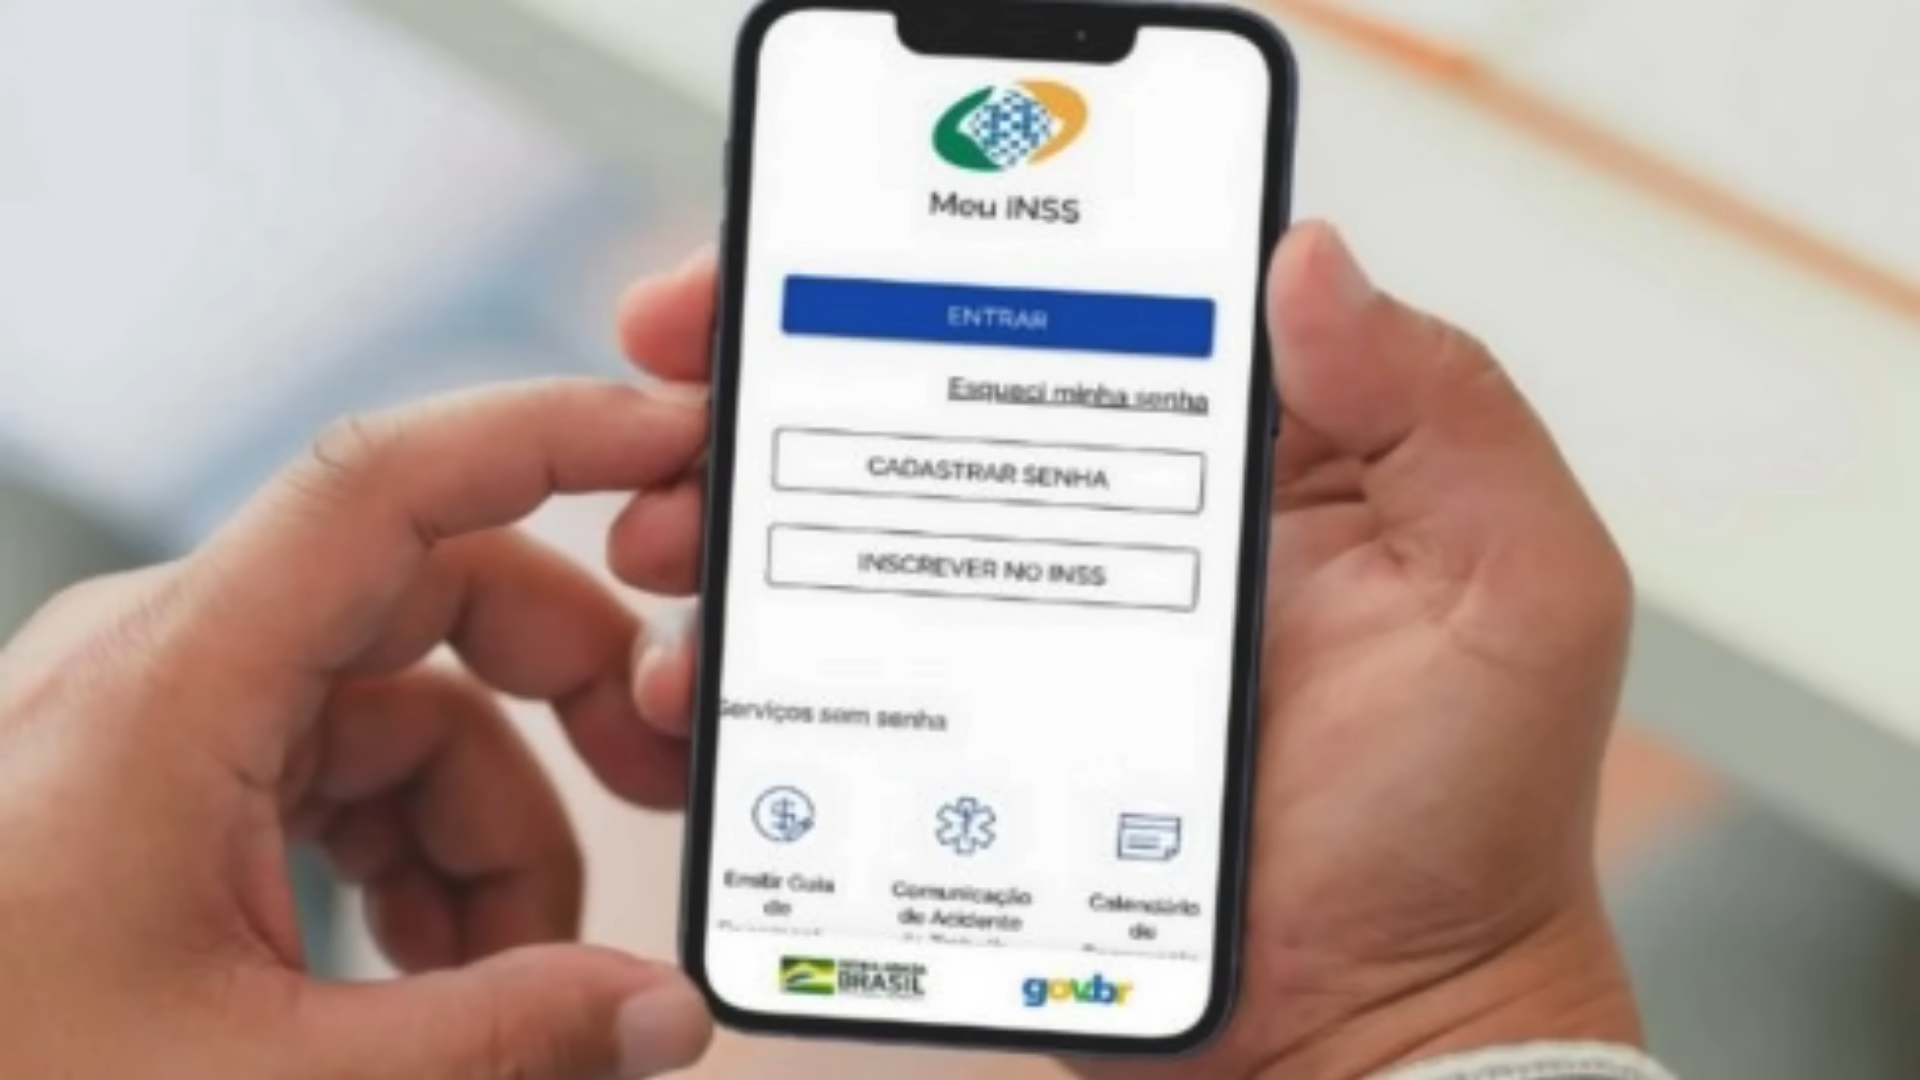 Meu INSS
ENTRAR
Esqueci minha senha
CADASTRAR SENHA
INSCREVER NO INSS
Serviços sem senha
Emitir Guia
de
Comunicação
de Acidente
Calendário
de
BRASIL
gov.br